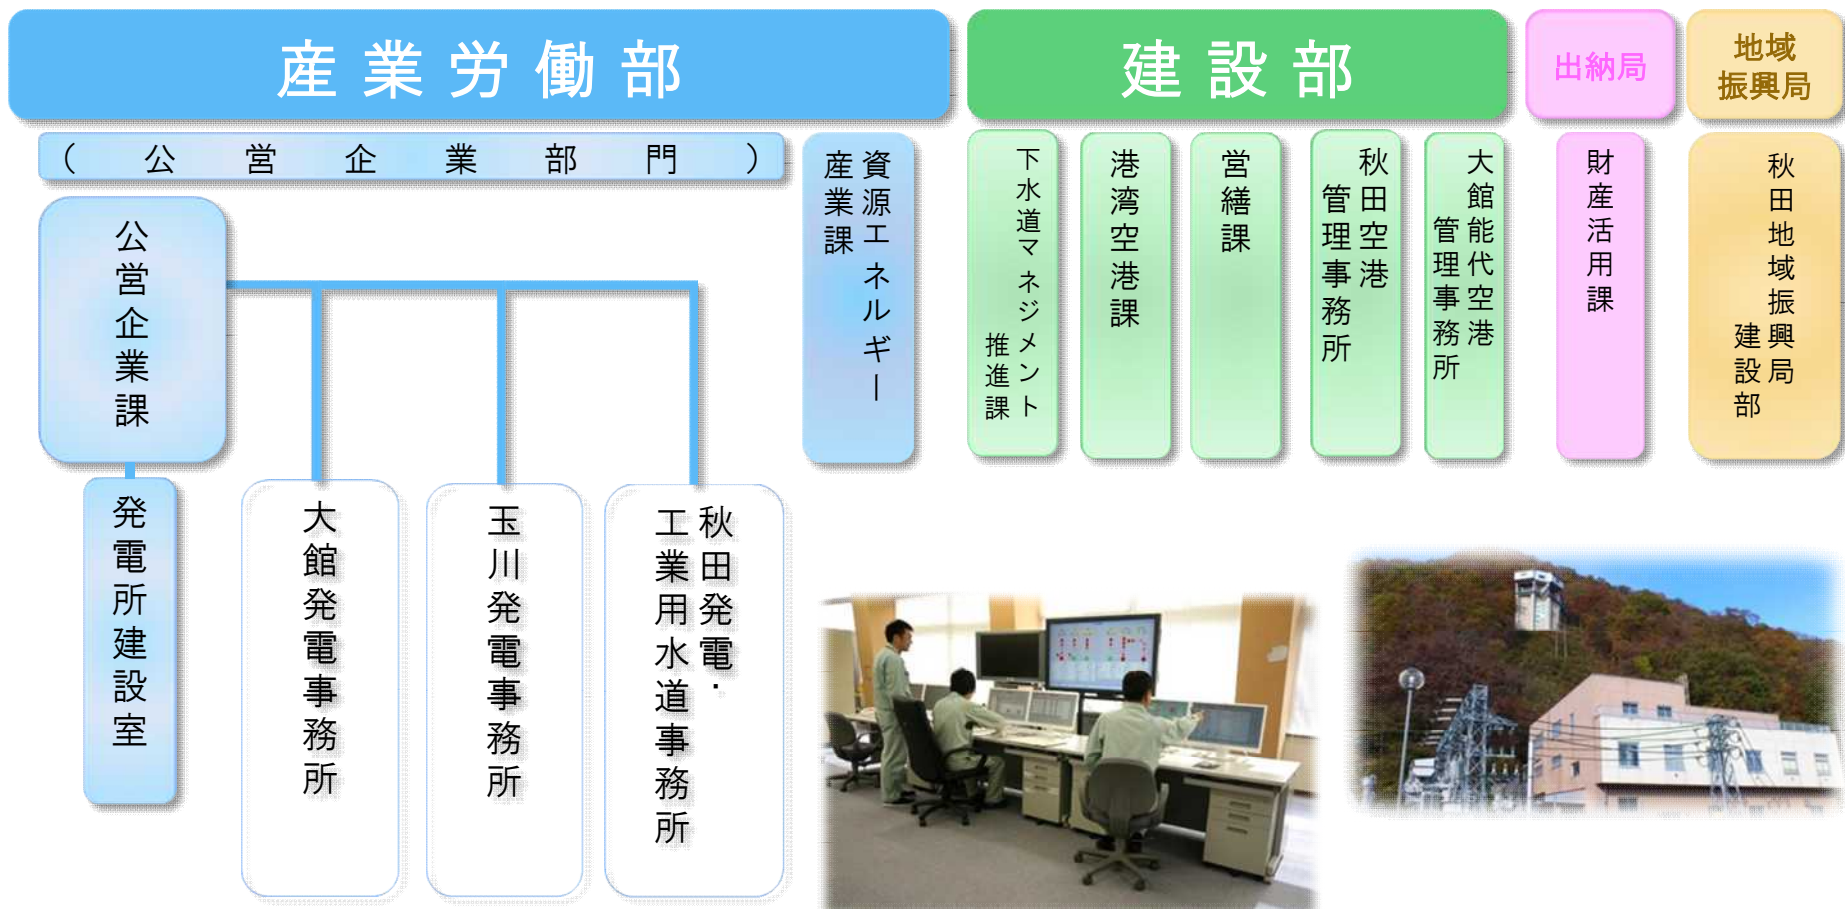 産業労働部
(公営企業部門)
公営企業課
発電所建設室
大館発電事務所
玉川発電事務所
秋田発電・
工業用水道事務所
資源エネルギー
産業課
建設部
下水道マネジメント
推進課
港湾空港課
営繕課
秋田空港
管理事務所
大館能代空港
管理事務所
出納局
財産活用課
地域
振興局
秋田地域振興局
建設部